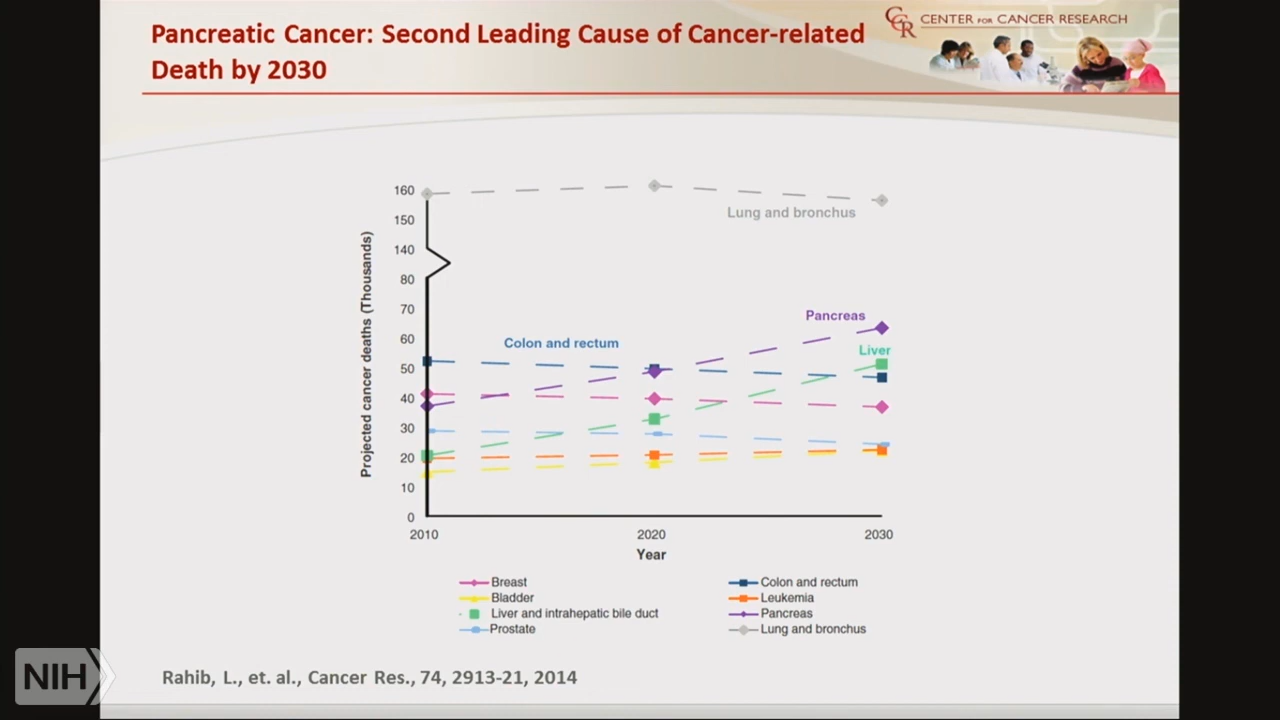 Pancreatic Cancer: Second Leading Cause of Cancer-related
Death by 2030
CCR CENTER FOR CANCER RESEARCH
160
150
140
80
70
60
50
40
30
20
10
0
Projected cancer deaths (Thousands)
Lung and bronchus
Pancreas
Colon and rectum
Liver
2010 2020 2030
Year
Breast Colon and rectum
Bladder Leukemia
Liver and intrahepatic bile duct Pancreas
Prostate Lung and bronchus
NIH
Rahib, L., et. al., Cancer Res., 74, 2913-21, 2014